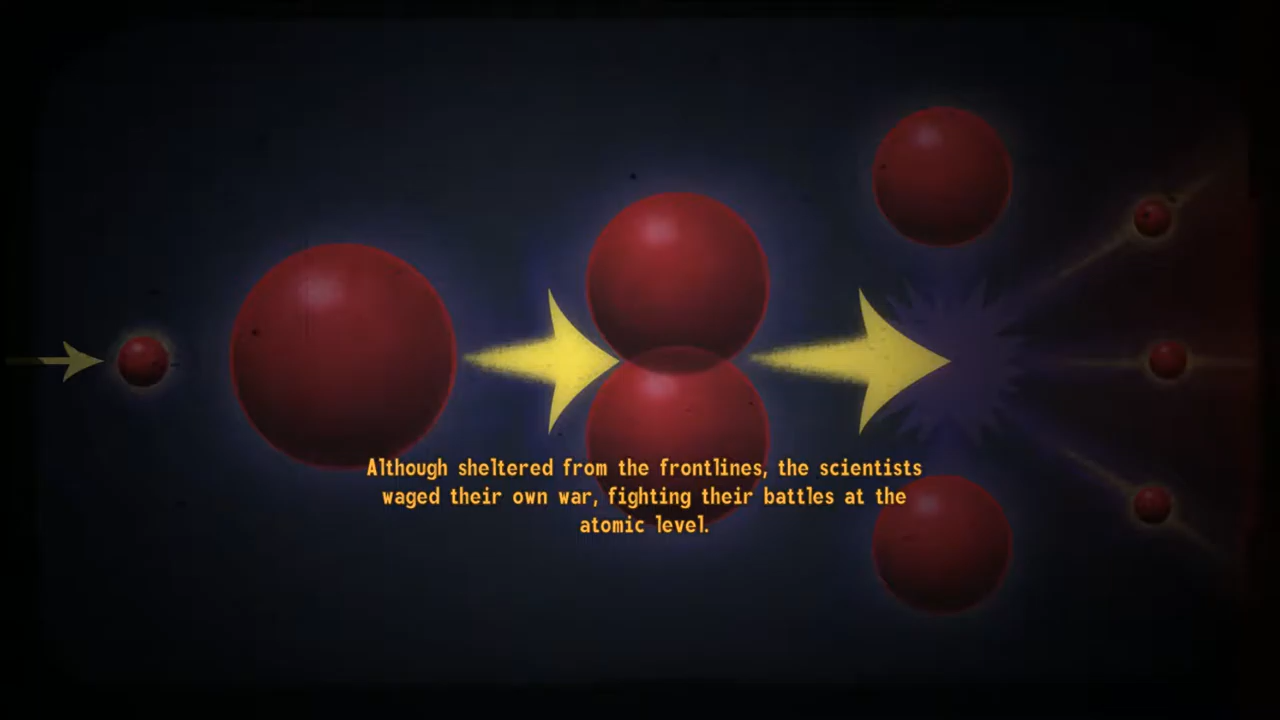 Although sheltered from the frontlines, the scientists
waged their own war, fighting their battles at the
atomic level.